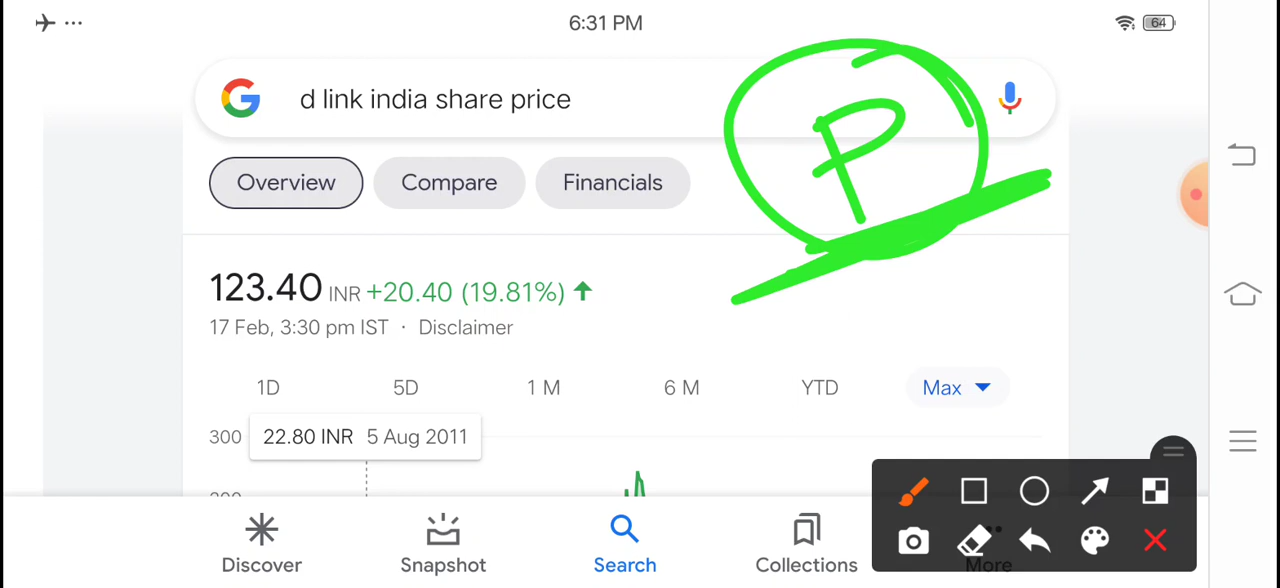 6:31 PM
64
d link india share price
P
Overview Compare Financials
123.40 INR +20.40 (19.81%)
17 Feb, 3:30 pm IST · Disclaimer
1D 5D 1 M 6 M YTD Max
300 22.80 INR 5 Aug 2011
Discover Snapshot Search Collections More